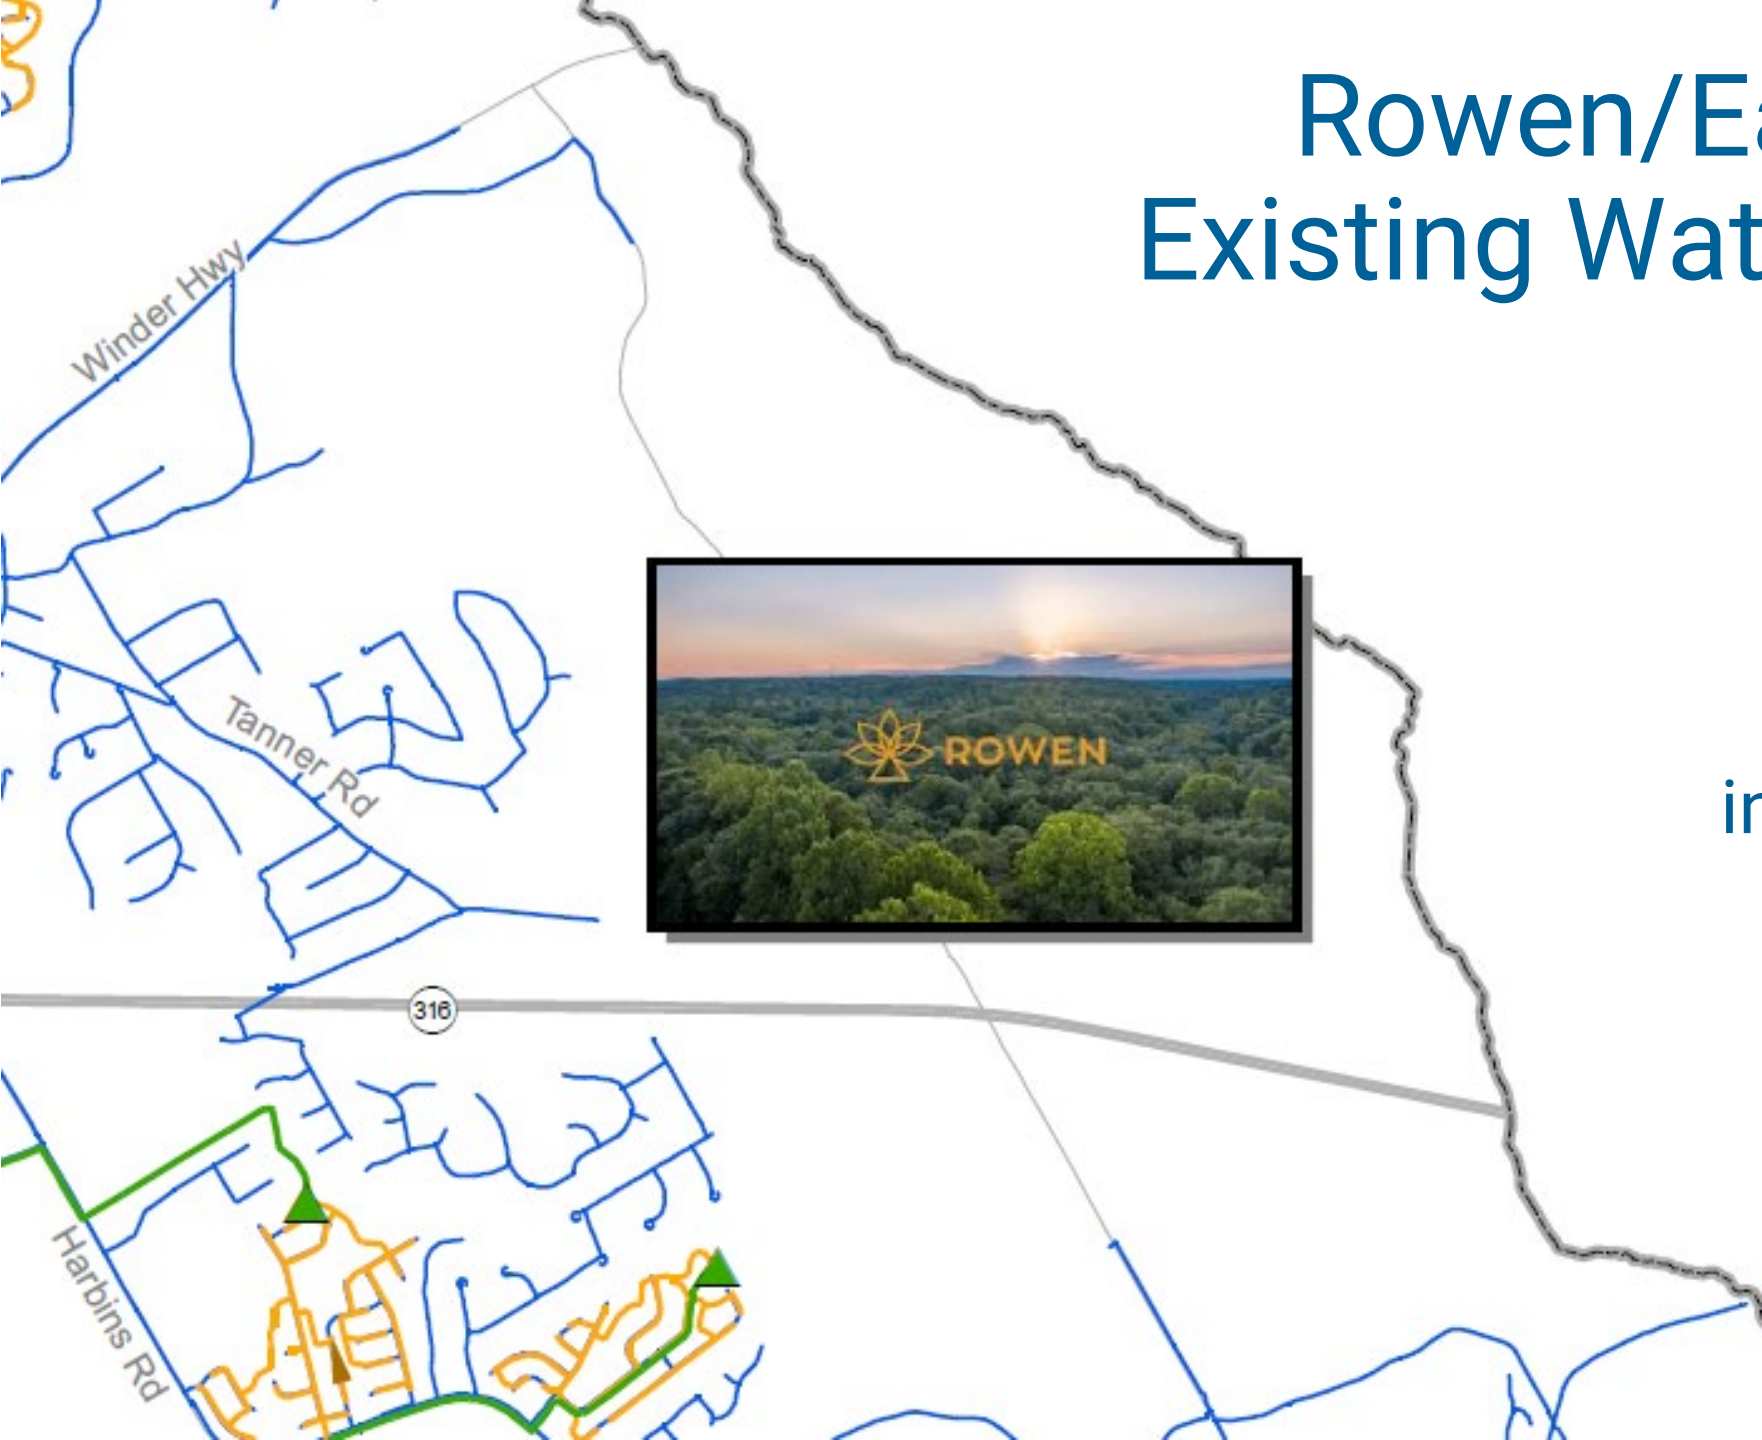 Rowen/Ea
Existing Wat
Winder Hwy
Tanner Rd
ROWEN
in
316
Harbins Rd